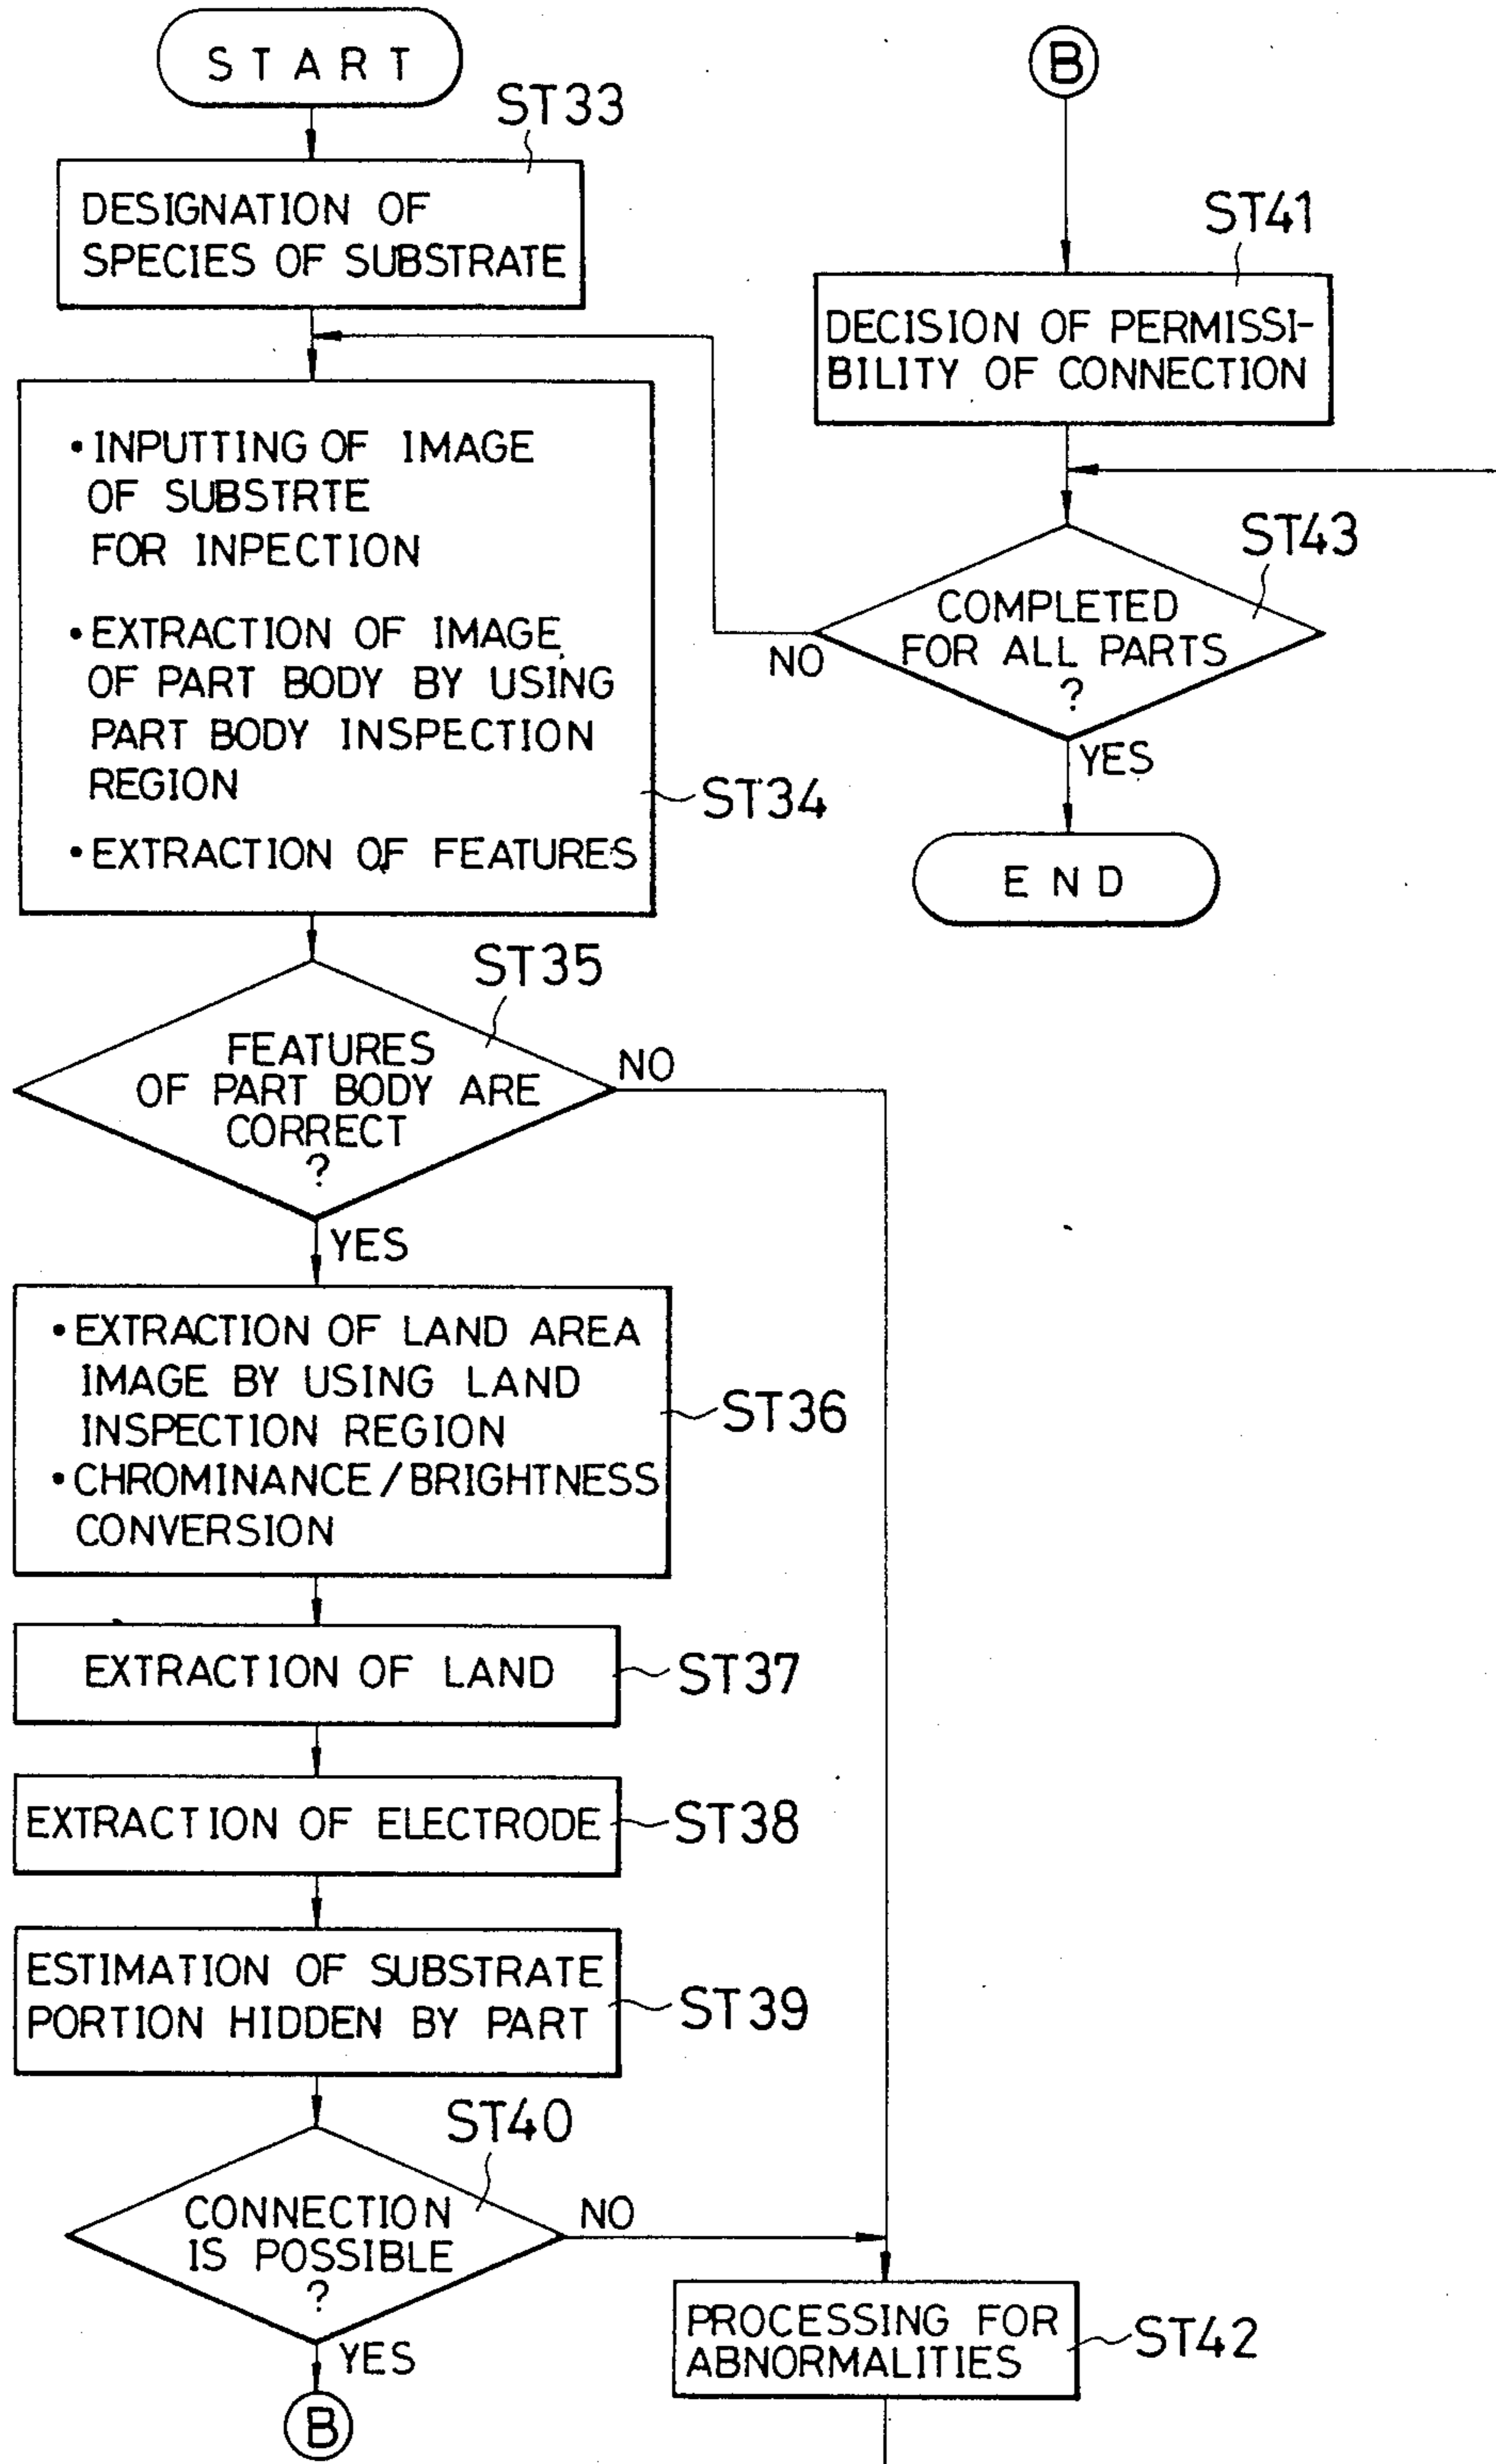 START
ST33
DESIGNATION OF
SPECIES OF SUBSTRATE
• INPUTTING OF IMAGE
OF SUBSTRTE
FOR INPECTION
• EXTRACTION OF IMAGE
OF PART BODY BY USING
PART BODY INSPECTION
REGION
• EXTRACTION OF FEATURES
ST34
ST35
FEATURES
OF PART BODY ARE
CORRECT
?
NO
YES
• EXTRACTION OF LAND AREA
IMAGE BY USING LAND
INSPECTION REGION
• CHROMINANCE/BRIGHTNESS
CONVERSION
ST36
EXTRACTION OF LAND
ST37
EXTRACTION OF ELECTRODE
ST38
ESTIMATION OF SUBSTRATE
PORTION HIDDEN BY PART
ST39
ST40
CONNECTION
IS POSSIBLE
?
NO
YES
B
PROCESSING FOR
ABNORMALITIES
ST42
B
ST41
DECISION OF PERMISSI-
BILITY OF CONNECTION
ST43
COMPLETED
FOR ALL PARTS
?
NO
YES
END